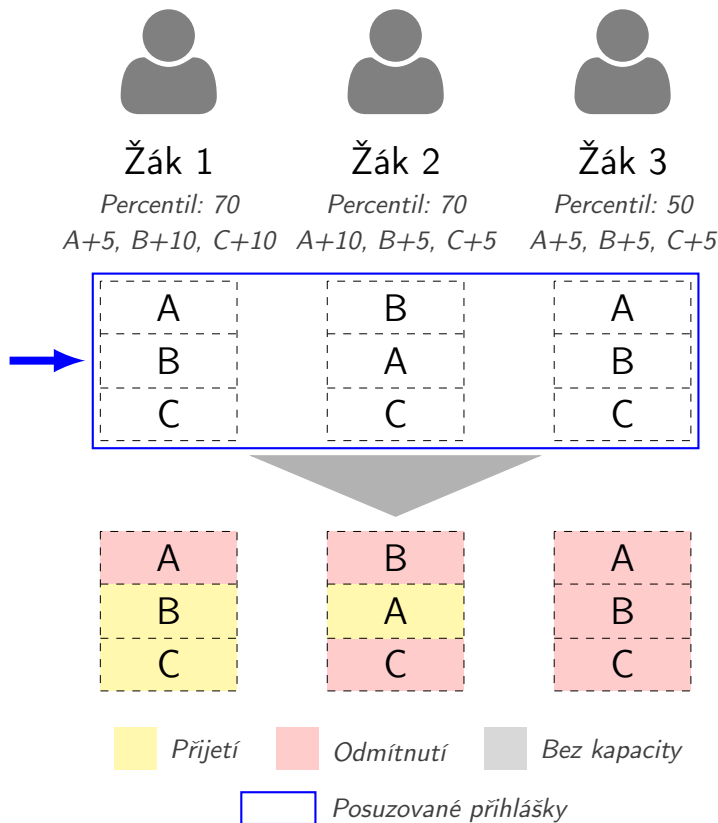 Žák 1 Žák 2 Žák 3
Percentil: 70 Percentil: 70 Percentil: 50
A+5, B+10, C+10 A+10, B+5, C+5 A+5, B+5, C+5
A B A
B A B
C C C
A B A
B A B
C C C
Přijetí Odmítnutí Bez kapacity
Posuzované přihlášky